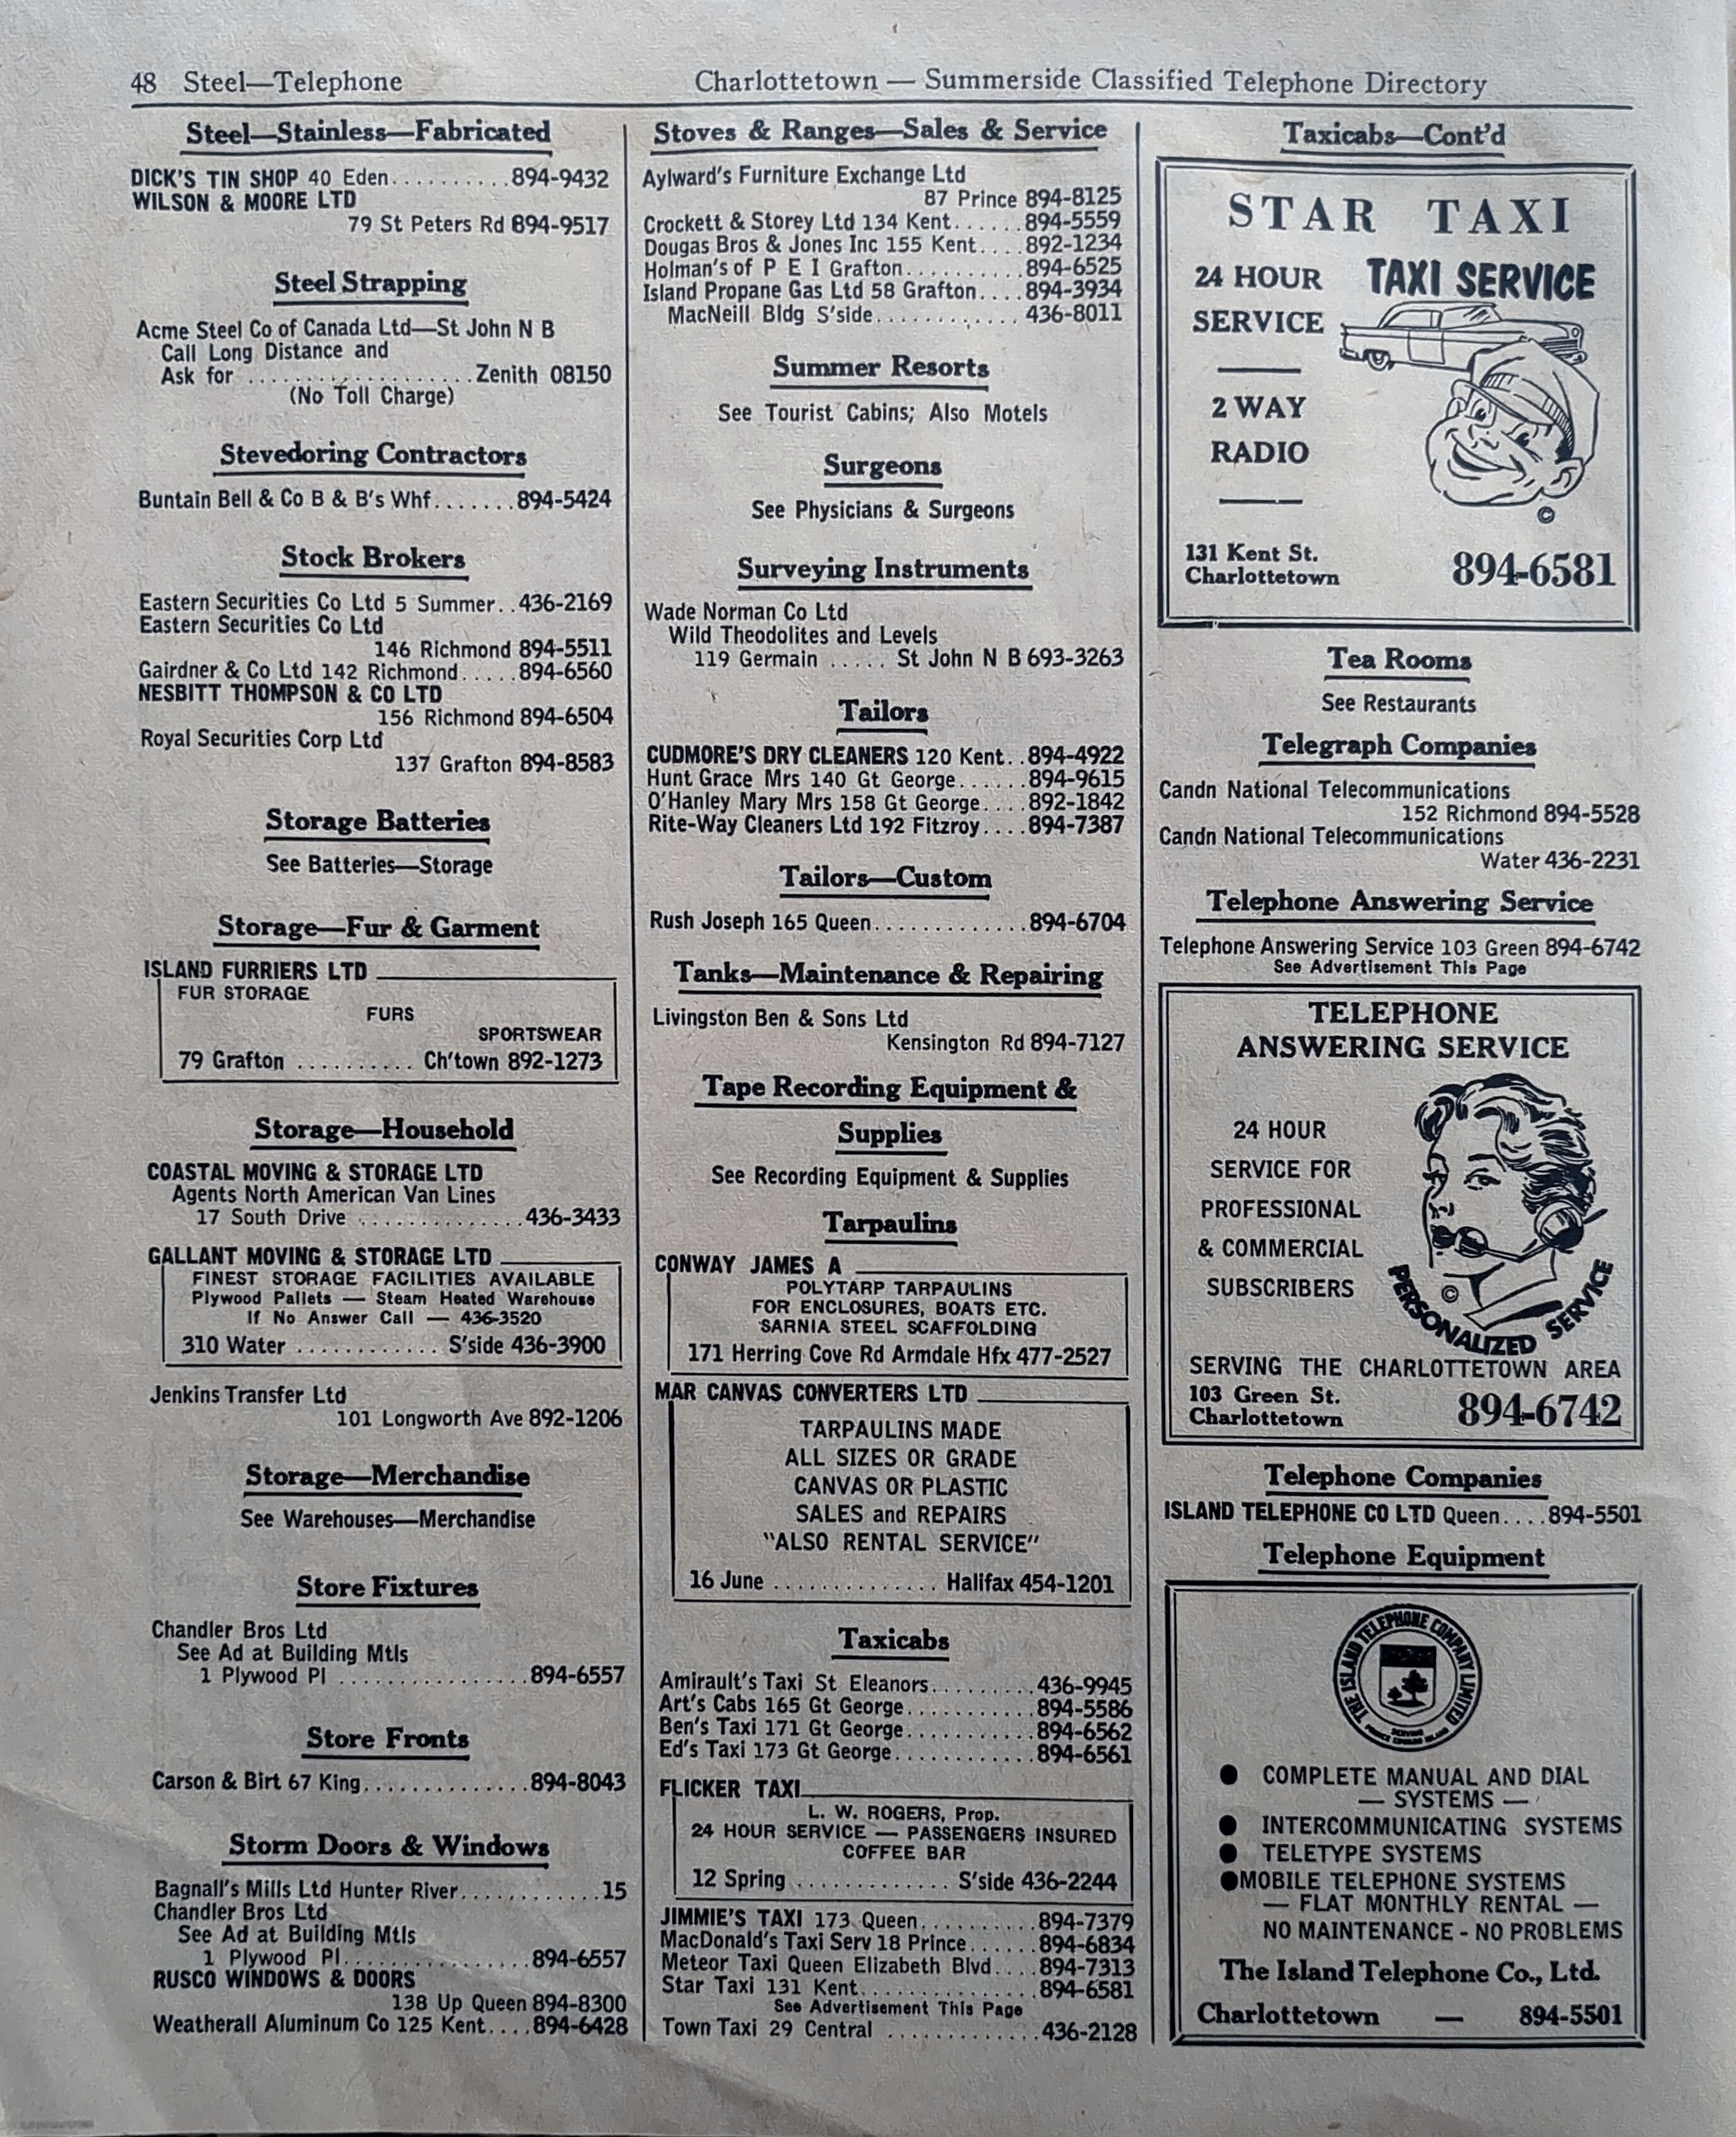 48 Steel—Telephone
Charlottetown — Summerside Classified Telephone Directory
Steel—Stainless—Fabricated
DICK'S TIN SHOP 40 Eden..........894-9432
WILSON & MOORE LTD
79 St Peters Rd 894-9517
Steel Strapping
Acme Steel Co of Canada Ltd—St John N B
Call Long Distance and
Ask for ...................Zenith 08150
(No Toll Charge)
Stevedoring Contractors
Buntain Bell & Co B & B's Whf.......894-5424
Stock Brokers
Eastern Securities Co Ltd 5 Summer..436-2169
Eastern Securities Co Ltd
146 Richmond 894-5511
Gairdner & Co Ltd 142 Richmond.....894-6560
NESBITT THOMPSON & CO LTD
156 Richmond 894-6504
Royal Securities Corp Ltd
137 Grafton 894-8583
Storage Batteries
See Batteries—Storage
Storage—Fur & Garment
ISLAND FURRIERS LTD
FUR STORAGE
FURS
SPORTSWEAR
79 Grafton .......... Ch'town 892-1273
Storage—Household
COASTAL MOVING & STORAGE LTD
Agents North American Van Lines
17 South Drive ..............436-3433
GALLANT MOVING & STORAGE LTD
FINEST STORAGE FACILITIES AVAILABLE
Plywood Pallets — Steam Heated Warehouse
If No Answer Call — 436-3520
310 Water ............ S'side 436-3900
Jenkins Transfer Ltd
101 Longworth Ave 892-1206
Storage—Merchandise
See Warehouses—Merchandise
Store Fixtures
Chandler Bros Ltd
See Ad at Building Mtls
1 Plywood Pl ................894-6557
Store Fronts
Carson & Birt 67 King..............894-8043
Storm Doors & Windows
Bagnall's Mills Ltd Hunter River............15
Chandler Bros Ltd
See Ad at Building Mtls
1 Plywood Pl................894-6557
RUSCO WINDOWS & DOORS
138 Up Queen 894-8300
Weatherall Aluminum Co 125 Kent....894-6428
Stoves & Ranges—Sales & Service
Aylward's Furniture Exchange Ltd
87 Prince 894-8125
Crockett & Storey Ltd 134 Kent......894-5559
Dougas Bros & Jones Inc 155 Kent....892-1234
Holman's of P E I Grafton..........894-6525
Island Propane Gas Ltd 58 Grafton....894-3934
MacNeill Bldg S'side............ 436-8011
Summer Resorts
See Tourist Cabins; Also Motels
Surgeons
See Physicians & Surgeons
Surveying Instruments
Wade Norman Co Ltd
Wild Theodolites and Levels
119 Germain ..... St John N B 693-3263
Tailors
CUDMORE'S DRY CLEANERS 120 Kent..894-4922
Hunt Grace Mrs 140 Gt George......894-9615
O'Hanley Mary Mrs 158 Gt George....892-1842
Rite-Way Cleaners Ltd 192 Fitzroy....894-7387
Tailors—Custom
Rush Joseph 165 Queen.............894-6704
Tanks—Maintenance & Repairing
Livingston Ben & Sons Ltd
Kensington Rd 894-7127
Tape Recording Equipment &
Supplies
See Recording Equipment & Supplies
Tarpaulins
CONWAY JAMES A
POLYTARP TARPAULINS
FOR ENCLOSURES, BOATS ETC.
SARNIA STEEL SCAFFOLDING
171 Herring Cove Rd Armdale Hfx 477-2527
MAR CANVAS CONVERTERS LTD
TARPAULINS MADE
ALL SIZES OR GRADE
CANVAS OR PLASTIC
SALES and REPAIRS
"ALSO RENTAL SERVICE"
16 June .............. Halifax 454-1201
Taxicabs
Amirault's Taxi St Eleanors.........436-9945
Art's Cabs 165 Gt George...........894-5586
Ben's Taxi 171 Gt George...........894-6562
Ed's Taxi 173 Gt George............894-6561
FLICKER TAXI
L. W. ROGERS, Prop.
24 HOUR SERVICE — PASSENGERS INSURED
COFFEE BAR
12 Spring ............. S'side 436-2244
JIMMIE'S TAXI 173 Queen..........894-7379
MacDonald's Taxi Serv 18 Prince......894-6834
Meteor Taxi Queen Elizabeth Blvd....894-7313
Star Taxi 131 Kent................894-6581
See Advertisement This Page
Town Taxi 29 Central .............436-2128
Taxicabs—Cont'd
STAR TAXI
24 HOUR
SERVICE
TAXI SERVICE
2 WAY
RADIO
©
131 Kent St.
Charlottetown
894-6581
Tea Rooms
See Restaurants
Telegraph Companies
Candn National Telecommunications
152 Richmond 894-5528
Candn National Telecommunications
Water 436-2231
Telephone Answering Service
Telephone Answering Service 103 Green 894-6742
See Advertisement This Page
TELEPHONE
ANSWERING SERVICE
24 HOUR
SERVICE FOR
PROFESSIONAL
& COMMERCIAL
SUBSCRIBERS
©
PERSONALIZED SERVICE
SERVING THE CHARLOTTETOWN AREA
103 Green St.
Charlottetown
894-6742
Telephone Companies
ISLAND TELEPHONE CO LTD Queen....894-5501
Telephone Equipment
THE ISLAND TELEPHONE COMPANY LIMITED
SERVING
PRINCE EDWARD ISLAND
● COMPLETE MANUAL AND DIAL
— SYSTEMS —
● INTERCOMMUNICATING SYSTEMS
● TELETYPE SYSTEMS
●MOBILE TELEPHONE SYSTEMS
— FLAT MONTHLY RENTAL —
NO MAINTENANCE - NO PROBLEMS
The Island Telephone Co., Ltd.
Charlottetown — 894-5501